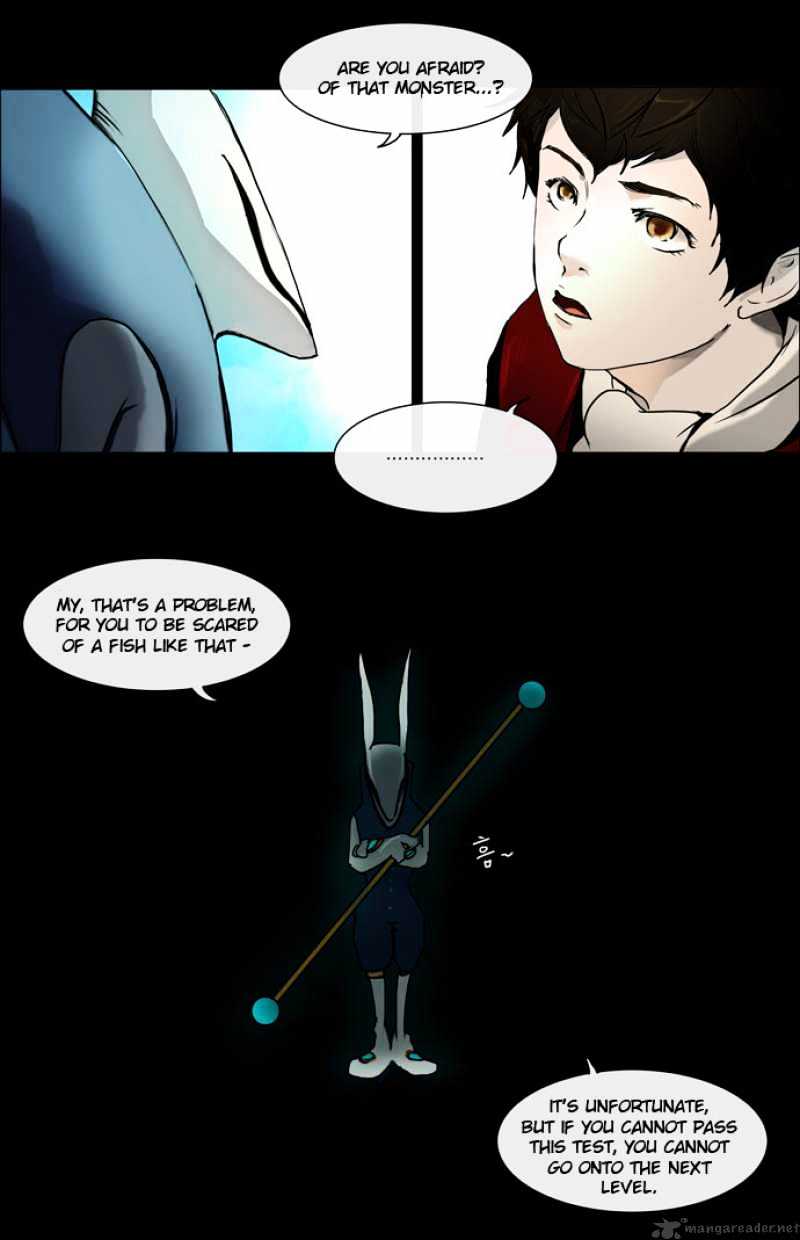 ARE YOU AFRAID?
OF THAT MONSTER...?
..................
MY, THAT'S A PROBLEM,
FOR YOU TO BE SCARED
OF A FISH LIKE THAT -
흠~
IT'S UNFORTUNATE,
BUT IF YOU CANNOT PASS
THIS TEST, YOU CANNOT
GO ONTO THE NEXT
LEVEL.
mangareader.net